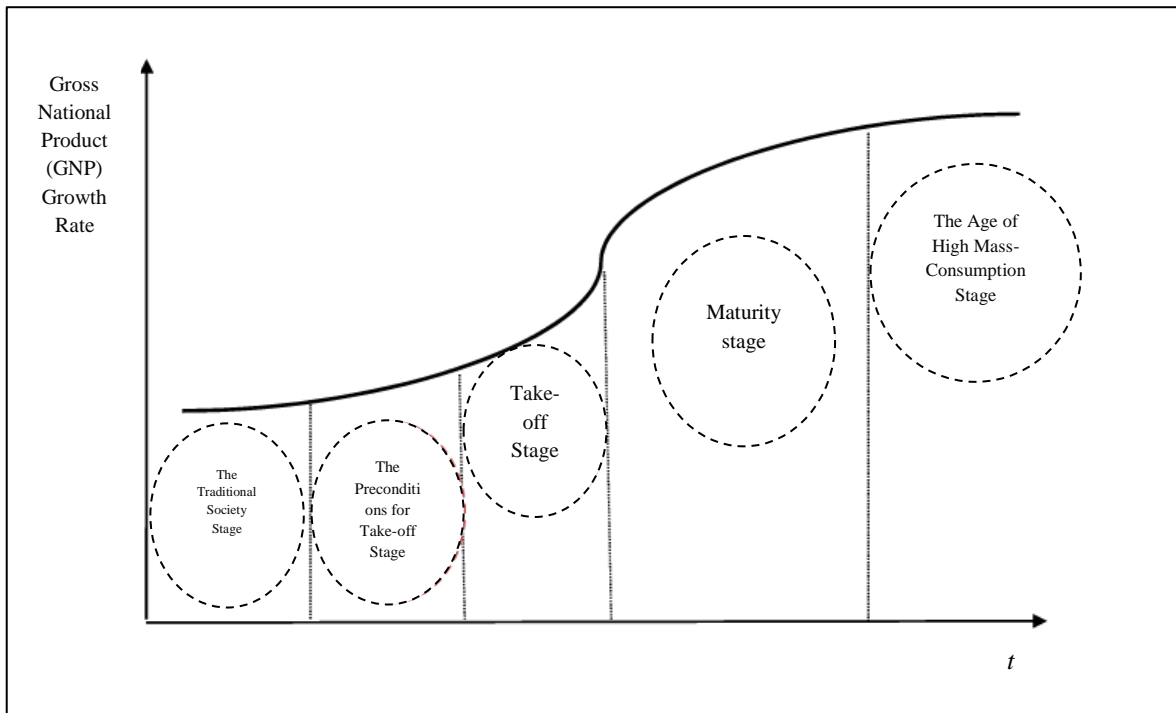 Gross
National
Product
(GNP)
Growth
Rate
The
Traditional
Society
Stage
The
Preconditi
ons for
Take-off
Stage
Take-
off
Stage
Maturity
stage
The Age of
High Mass-
Consumption
Stage
t